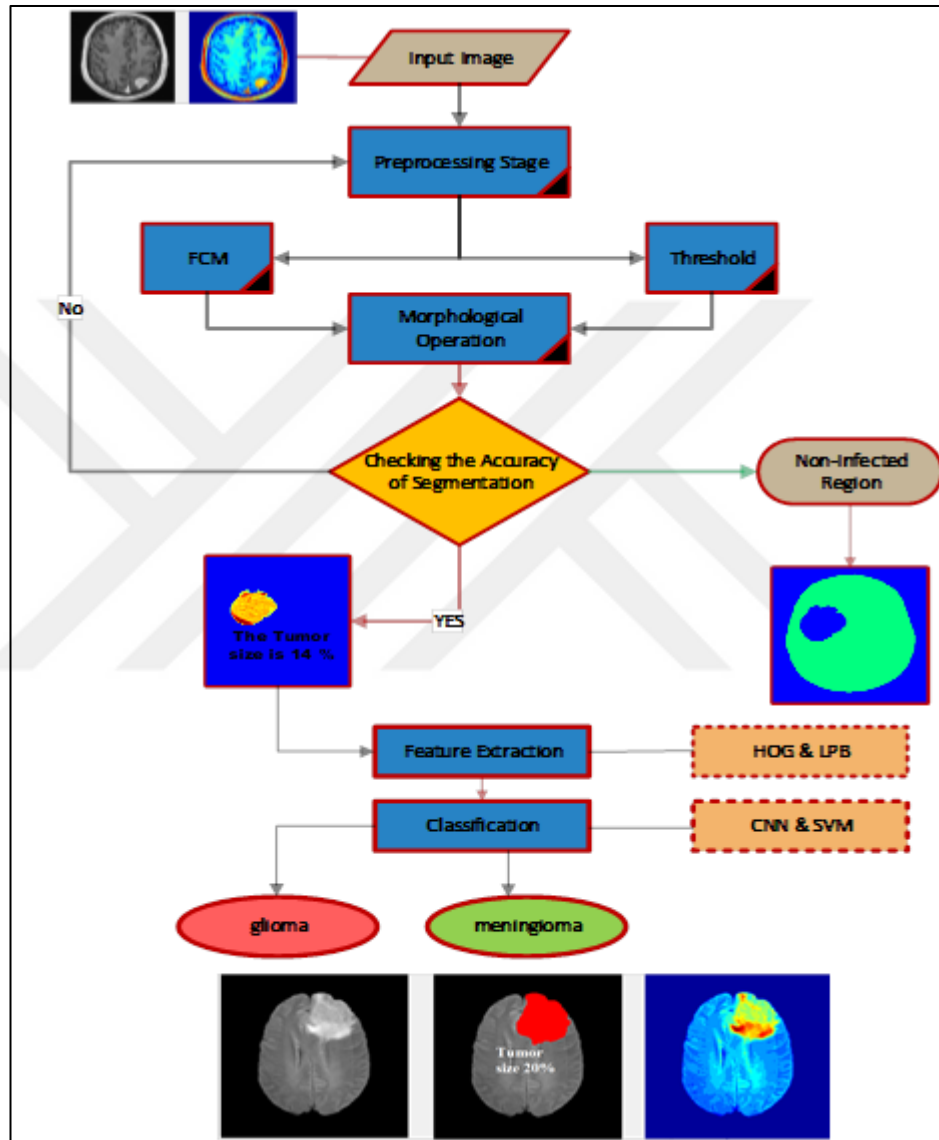 Input Image
Preprocessing Stage
FCM
Threshold
No
Morphological
Operation
Checking the Accuracy
of Segmentation
Non-Infected
Region
YES
The Tumor
size is 14 %
Feature Extraction
HOG & LPB
Classification
CNN & SVM
glioma
meningioma
Tumor
size 20%